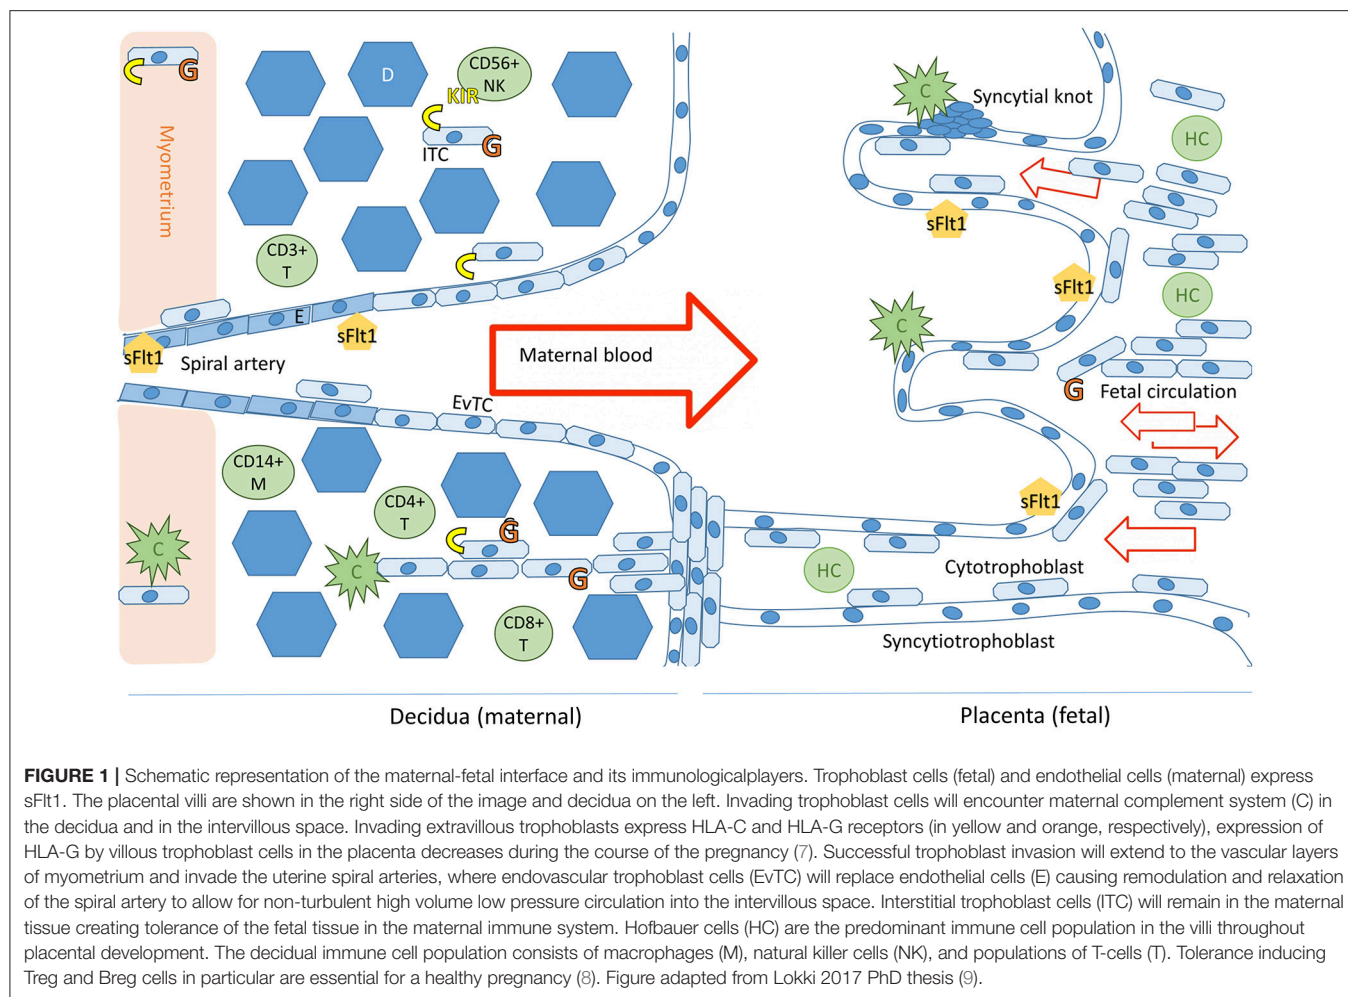 C
G
D
CD56+
NK
KIR
ITC
G
Myometrium
CD3+
T
C
E
sFlt1
sFlt1
Spiral artery
Maternal blood
EvTC
CD14+
M
CD4+
T
C
G
C
C
G
CD8+
T
C
Syncytial knot
HC
sFlt1
sFlt1
HC
C
G
Fetal circulation
sFlt1
HC
Cytotrophoblast
Syncytiotrophoblast
Decidua (maternal)
Placenta (fetal)
FIGURE 1 | Schematic representation of the maternal-fetal interface and its immunologicalplayers. Trophoblast cells (fetal) and endothelial cells (maternal) express
sFlt1. The placental villi are shown in the right side of the image and decidua on the left. Invading trophoblast cells will encounter maternal complement system (C) in
the decidua and in the intervillous space. Invading extravillous trophoblasts express HLA-C and HLA-G receptors (in yellow and orange, respectively), expression of
HLA-G by villous trophoblast cells in the placenta decreases during the course of the pregnancy (7). Successful trophoblast invasion will extend to the vascular layers
of myometrium and invade the uterine spiral arteries, where endovascular trophoblast cells (EvTC) will replace endothelial cells (E) causing remodulation and relaxation
of the spiral artery to allow for non-turbulent high volume low pressure circulation into the intervillous space. Interstitial trophoblast cells (ITC) will remain in the maternal
tissue creating tolerance of the fetal tissue in the maternal immune system. Hofbauer cells (HC) are the predominant immune cell population in the villi throughout
placental development. The decidual immune cell population consists of macrophages (M), natural killer cells (NK), and populations of T-cells (T). Tolerance inducing
Treg and Breg cells in particular are essential for a healthy pregnancy (8). Figure adapted from Lokki 2017 PhD thesis (9).